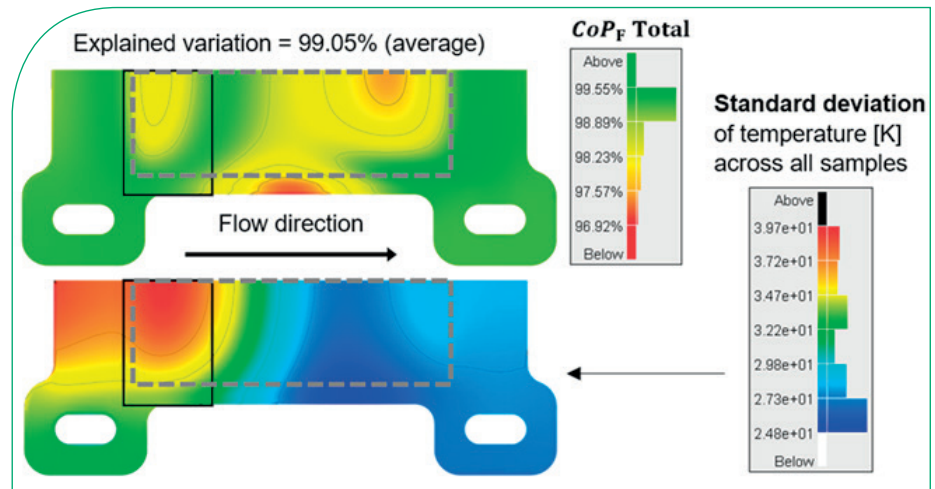 Explained variation = 99.05% (average)
CoP_F Total
Above
99.55%
98.89%
98.23%
97.57%
96.92%
Below
Standard deviation
of temperature [K]
across all samples
Flow direction
Above
3.97e+01
3.72e+01
3.47e+01
3.22e+01
2.98e+01
2.73e+01
2.48e+01
Below